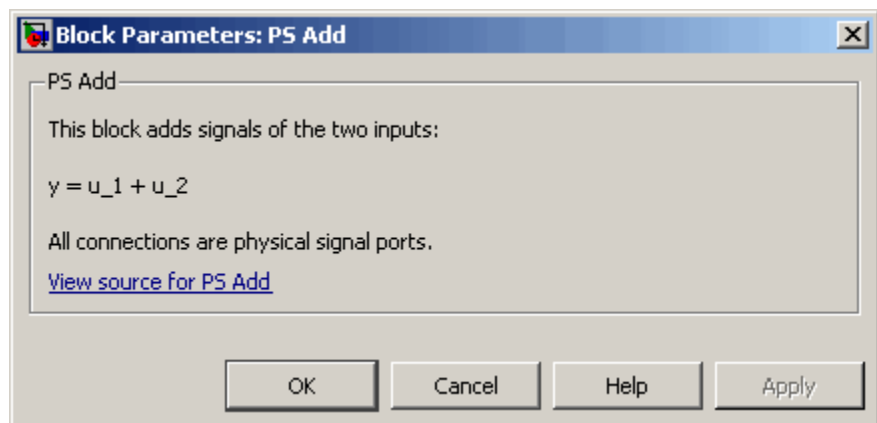 Block Parameters: PS Add
PS Add
This block adds signals of the two inputs:
y = u_1 + u_2
All connections are physical signal ports.
View source for PS Add
OK Cancel Help Apply